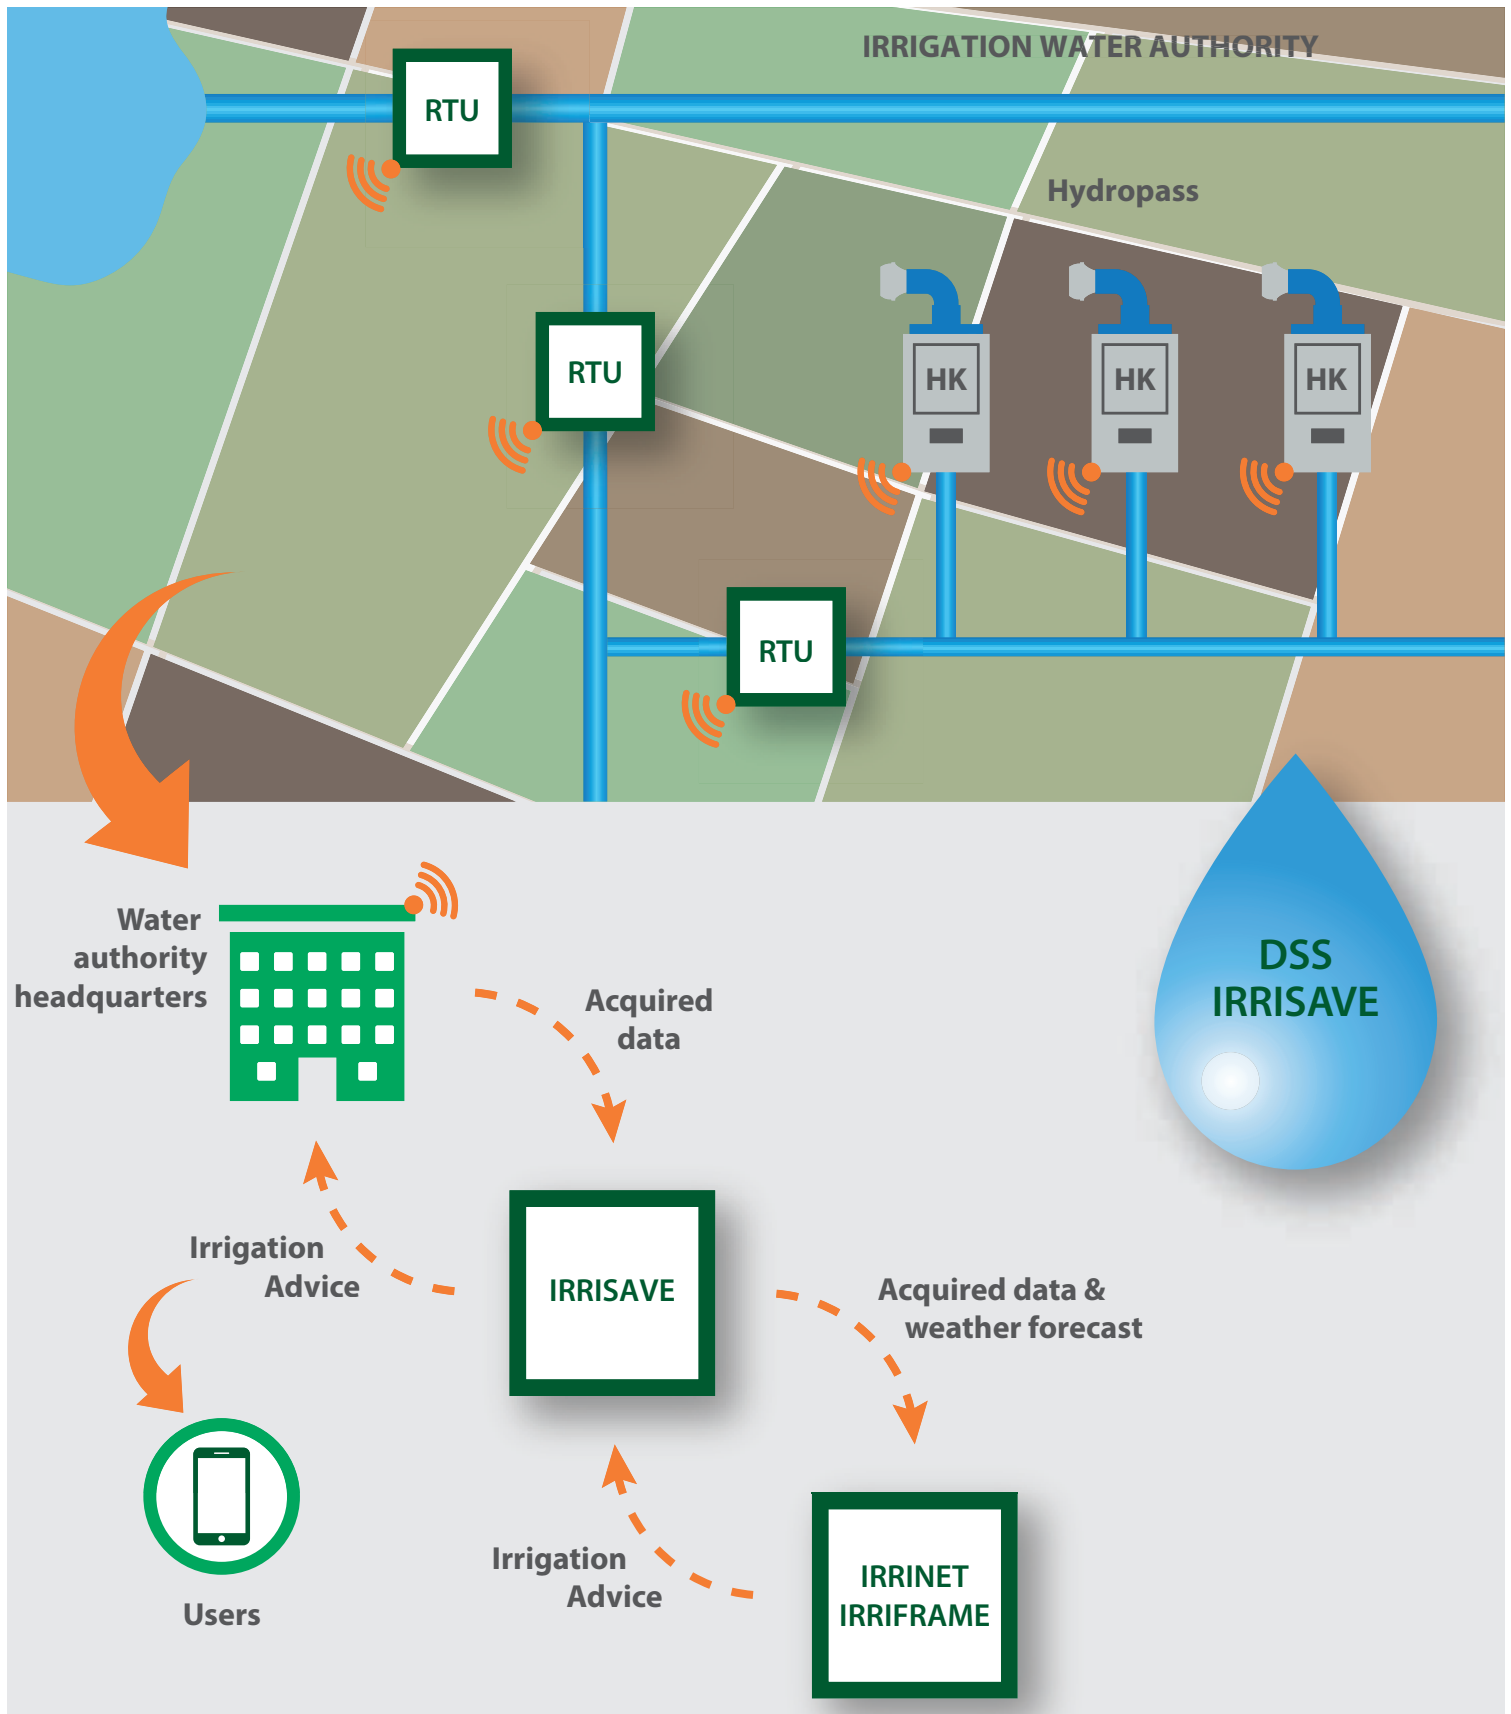 IRRIGATION WATER AUTHORITY
RTU
Hydropass
RTU
HK
HK
HK
RTU
Water
authority
headquarters
Acquired
data
DSS
IRRISAVE
Irrigation
Advice
IRRISAVE
Acquired data &
weather forecast
Irrigation
Advice
IRRINET
IRRIFRAME
Users